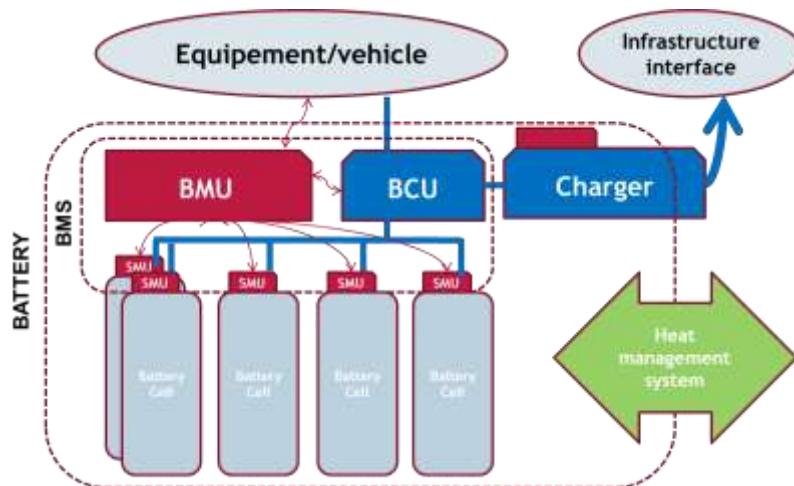 Equipement/vehicle
Infrastructure
interface
BMU
BCU
Charger
BATTERY
BMS
SMU
SMU
SMU
SMU
SMU
Battery
Cell
Battery
Cell
Battery
Cell
Battery
Cell
Heat
management
system